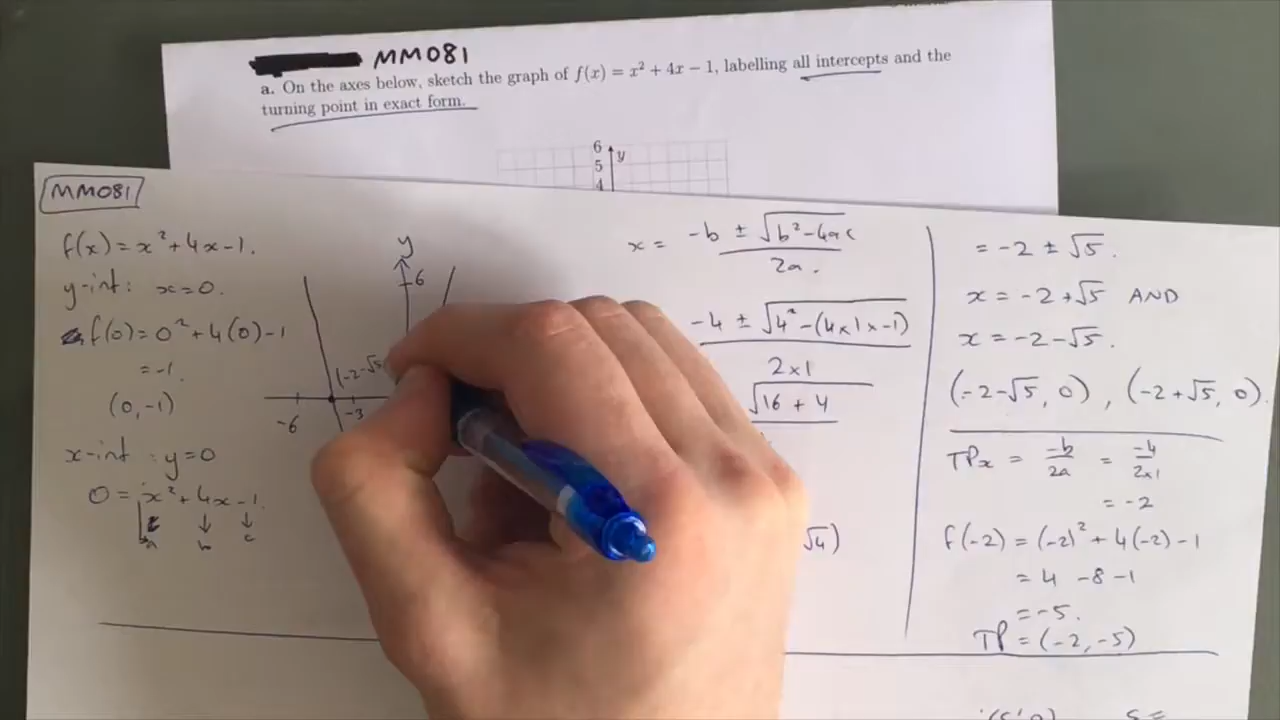 MM081
a. On the axes below, sketch the graph of f(x) = x² + 4x − 1, labelling all intercepts and the
turning point in exact form.
6
y
5
4
MM081
f(x) = x² + 4x - 1.
y-int: x=0.
f(0) = 0² + 4(0) - 1
= -1.
(0, -1)
x-int : y=0
0 = x² + 4x - 1
a b c
y
6
(-2-√5
-6
-3
x = -b ± √b² - 4ac
2a.
-4 ± √4² - (4×1×-1)
2×1
√16 + 4
√4)
= -2 ± √5.
x = -2 + √5 AND
x = -2 - √5.
(-2-√5, 0), (-2+√5, 0).
TPx = -b/2a = -4/2×1
= -2
f(-2) = (-2)² + 4(-2) - 1
= 4 - 8 - 1
= -5.
TP = (-2, -5)